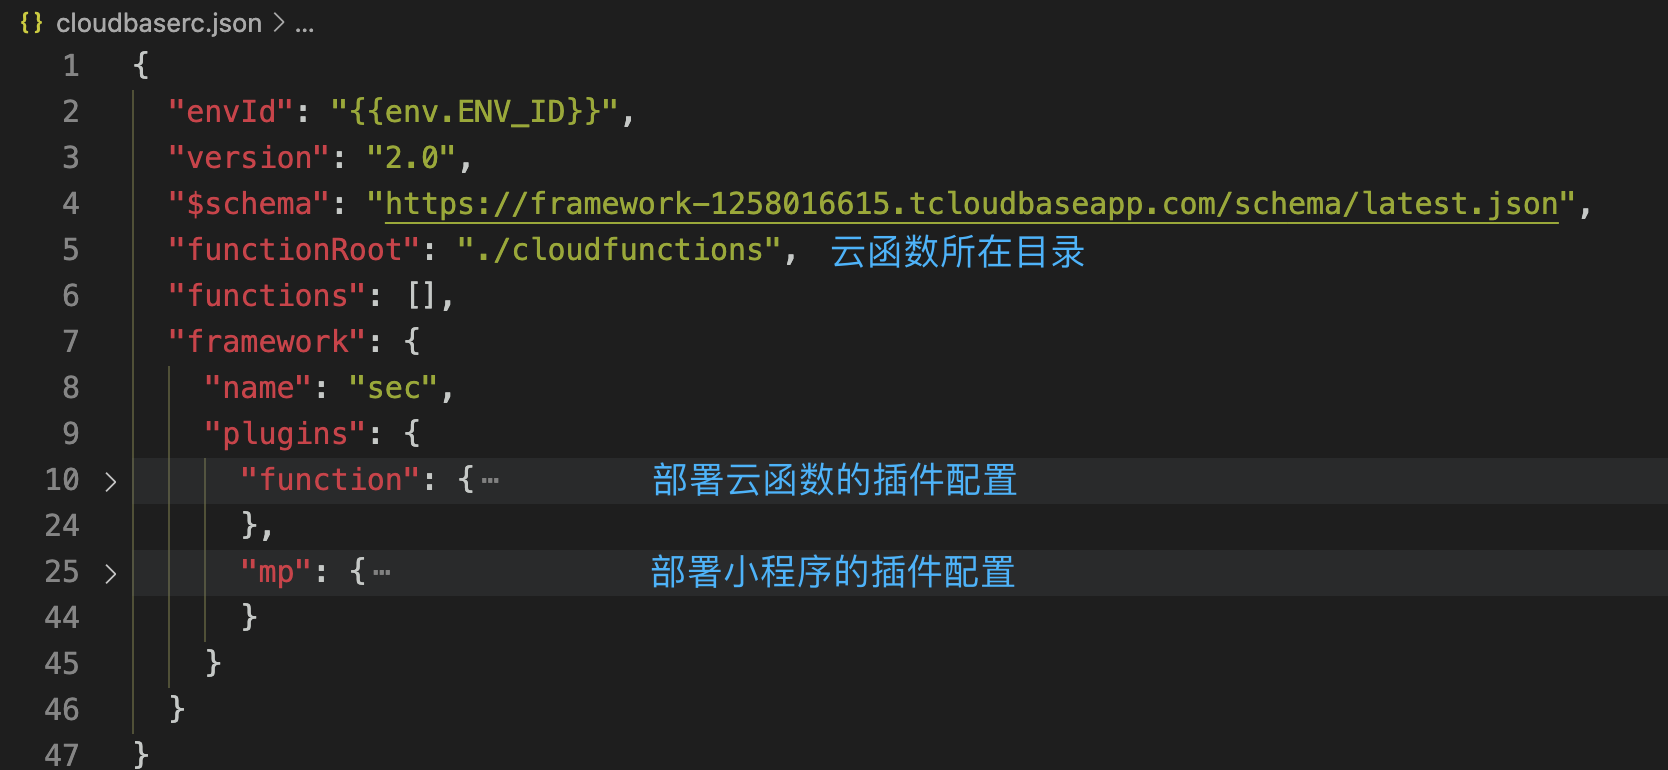 {} cloudbaserc.json > ...
1 {
2 "envId": "{{env.ENV_ID}}",
3 "version": "2.0",
4 "$schema": "https://framework-1258016615.tcloudbaseapp.com/schema/latest.json",
5 "functionRoot": "./cloudfunctions", 云函数所在目录
6 "functions": [],
7 "framework": {
8 "name": "sec",
9 "plugins": {
10 > "function": {⋯ 部署云函数的插件配置
24 },
25 > "mp": {⋯ 部署小程序的插件配置
44 }
45 }
46 }
47 }